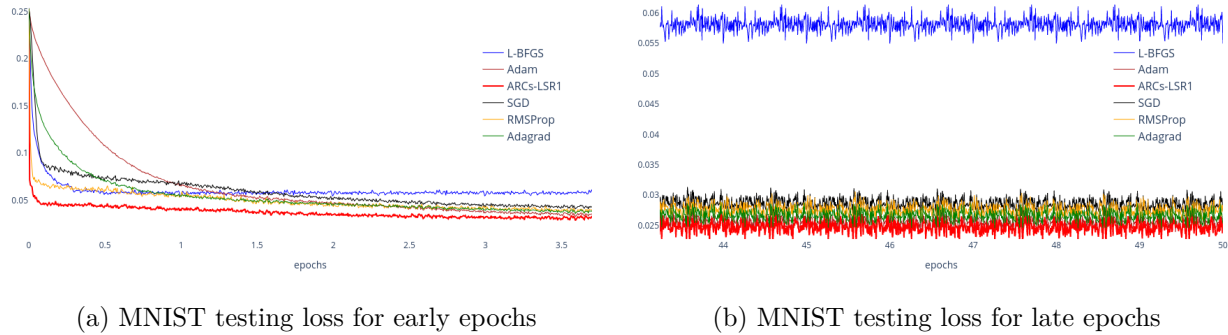 0.25
0.2
0.15
0.1
0.05
0
0.5
1
1.5
2
2.5
3
3.5
epochs
L-BFGS
Adam
ARCs-LSR1
SGD
RMSProp
Adagrad
(a) MNIST testing loss for early epochs
0.06
0.055
0.05
0.045
0.04
0.035
0.03
0.025
44
45
46
47
48
49
50
epochs
L-BFGS
Adam
ARCs-LSR1
SGD
RMSProp
Adagrad
(b) MNIST testing loss for late epochs